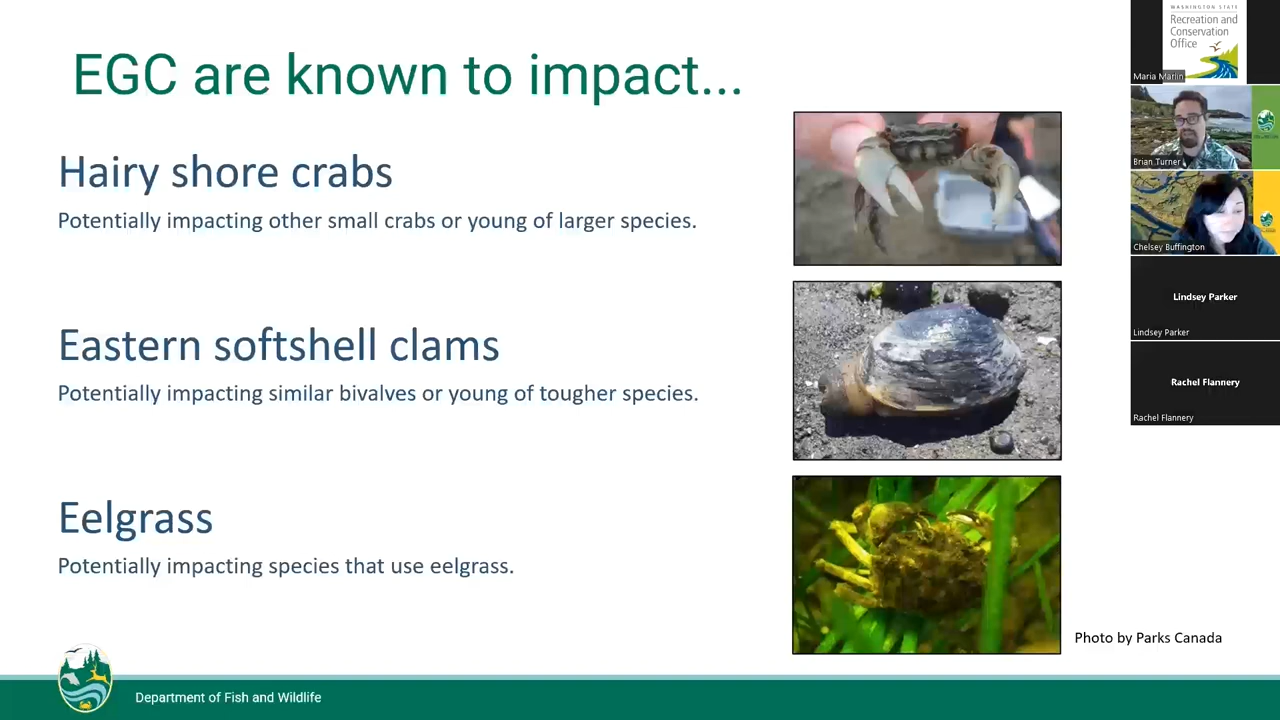 EGC are known to impact...
Hairy shore crabs
Potentially impacting other small crabs or young of larger species.
Eastern softshell clams
Potentially impacting similar bivalves or young of tougher species.
Eelgrass
Potentially impacting species that use eelgrass.
Photo by Parks Canada
Department of Fish and Wildlife
WASHINGTON STATE
Recreation and
Conservation
Office
Maria Marlin
Brian Turner
Chelsey Buffington
Lindsey Parker
Lindsey Parker
Rachel Flannery
Rachel Flannery